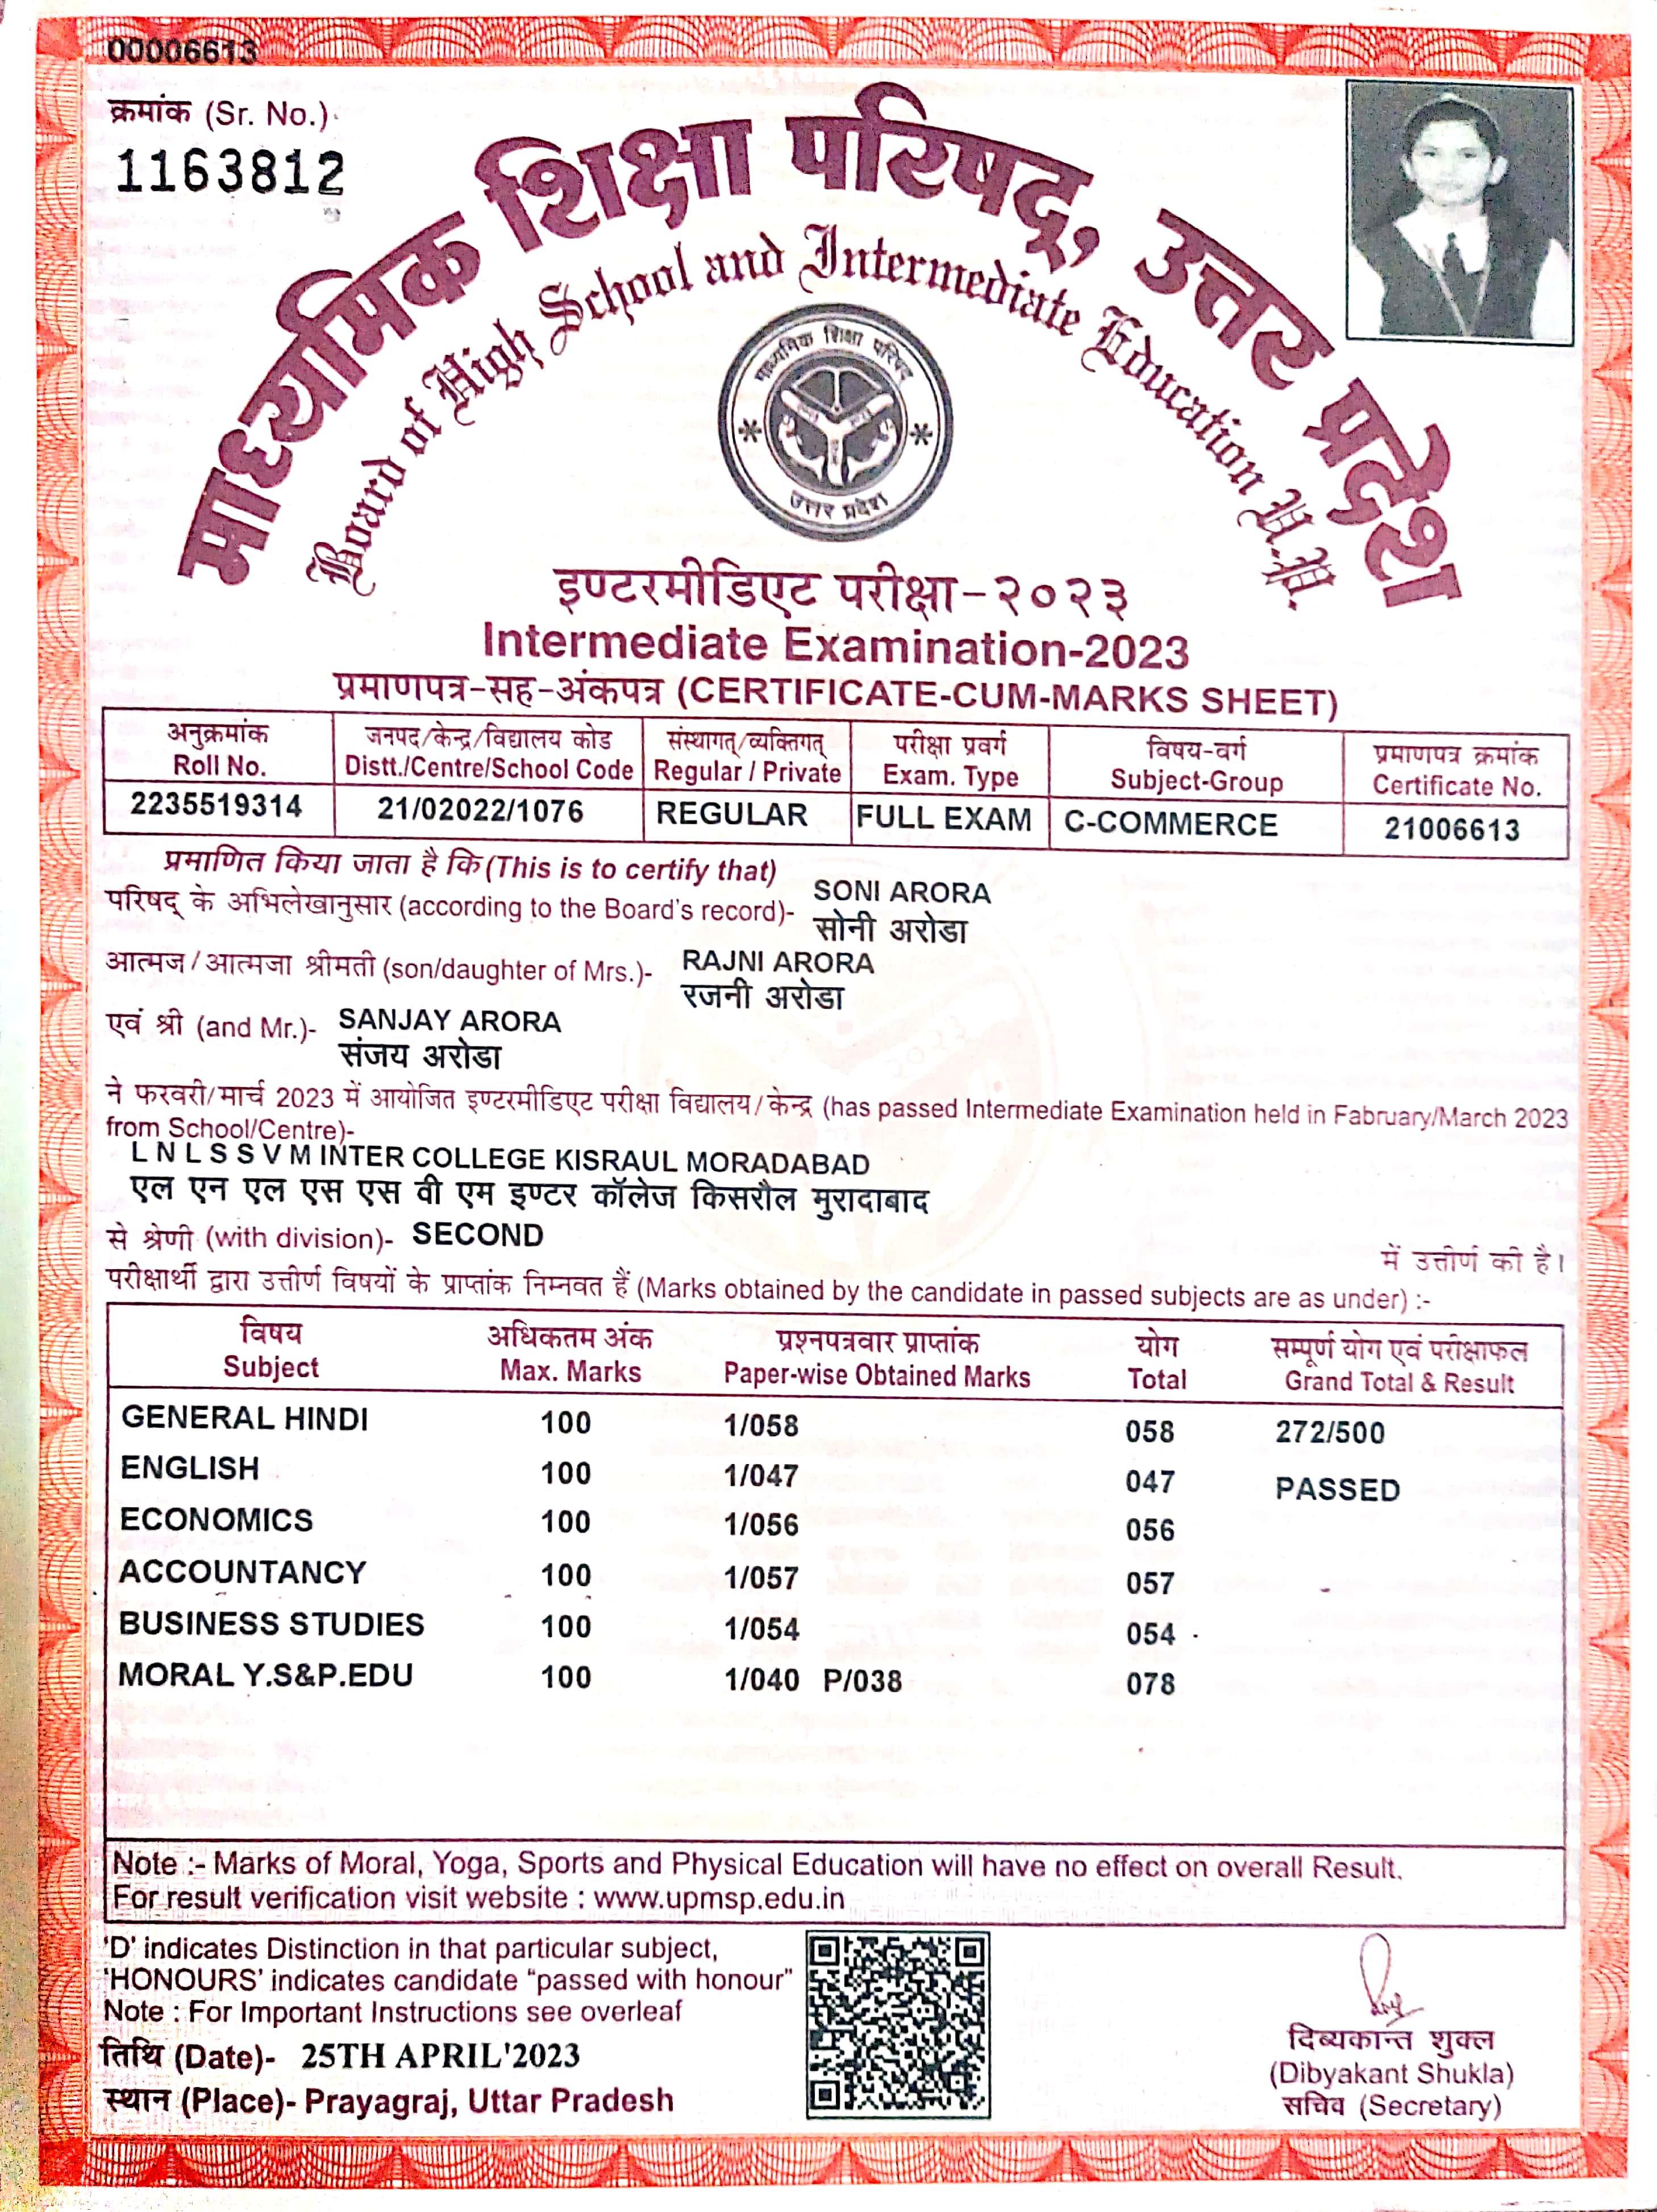 00006613
क्रमांक (Sr. No.)
1163812
माध्यमिक शिक्षा परिषद्, उत्तर प्रदेश
Board of High School and Intermediate Education U.P.
माध्यमिक शिक्षा परिषद
उत्तर प्रदेश
इण्टरमीडिएट परीक्षा-२०२३
Intermediate Examination-2023
प्रमाणपत्र-सह-अंकपत्र (CERTIFICATE-CUM-MARKS SHEET)
अनुक्रमांक जनपद/केन्द्र/विद्यालय कोड संस्थागत/व्यक्तिगत् परीक्षा प्रवर्ग विषय-वर्ग प्रमाणपत्र क्रमांक
Roll No. Distt./Centre/School Code Regular / Private Exam. Type Subject-Group Certificate No.
2235519314 21/02022/1076 REGULAR FULL EXAM C-COMMERCE 21006613
प्रमाणित किया जाता है कि (This is to certify that)
परिषद् के अभिलेखानुसार (according to the Board's record)- SONI ARORA
सोनी अरोडा
आत्मज / आत्मजा श्रीमती (son/daughter of Mrs.)- RAJNI ARORA
रजनी अरोडा
एवं श्री (and Mr.)- SANJAY ARORA
संजय अरोडा
ने फरवरी/मार्च 2023 में आयोजित इण्टरमीडिएट परीक्षा विद्यालय/केन्द्र (has passed Intermediate Examination held in Fabruary/March 2023
from School/Centre)-
L N L S S V M INTER COLLEGE KISRAUL MORADABAD
एल एन एल एस एस वी एम इण्टर कॉलेज किसरौल मुरादाबाद
से श्रेणी (with division)- SECOND में उत्तीर्ण की है।
परीक्षार्थी द्वारा उत्तीर्ण विषयों के प्राप्तांक निम्नवत हैं (Marks obtained by the candidate in passed subjects are as under) :-
विषय अधिकतम अंक प्रश्नपत्रवार प्राप्तांक योग सम्पूर्ण योग एवं परीक्षाफल
Subject Max. Marks Paper-wise Obtained Marks Total Grand Total & Result
GENERAL HINDI 100 1/058 058 272/500
ENGLISH 100 1/047 047 PASSED
ECONOMICS 100 1/056 056
ACCOUNTANCY 100 1/057 057
BUSINESS STUDIES 100 1/054 054
MORAL Y.S&P.EDU 100 1/040 P/038 078
Note :- Marks of Moral, Yoga, Sports and Physical Education will have no effect on overall Result.
For result verification visit website : www.upmsp.edu.in
'D' indicates Distinction in that particular subject,
'HONOURS' indicates candidate "passed with honour"
Note : For Important Instructions see overleaf
तिथि (Date)- 25TH APRIL'2023
स्थान (Place)- Prayagraj, Uttar Pradesh
दिब्यकान्त शुक्ल
(Dibyakant Shukla)
सचिव (Secretary)